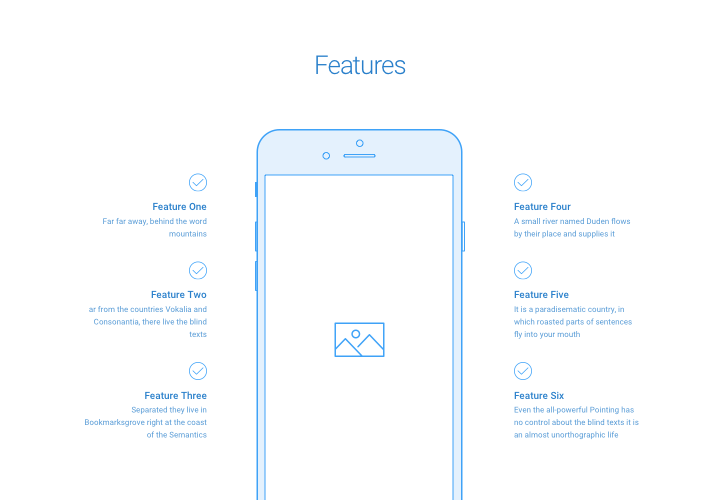 Features
Feature One
Far far away, behind the word
mountains
Feature Two
ar from the countries Vokalia and
Consonantia, there live the blind
texts
Feature Three
Separated they live in
Bookmarksgrove right at the coast
of the Semantics
Feature Four
A small river named Duden flows
by their place and supplies it
Feature Five
It is a paradisematic country, in
which roasted parts of sentences
fly into your mouth
Feature Six
Even the all-powerful Pointing has
no control about the blind texts it is
an almost unorthographic life